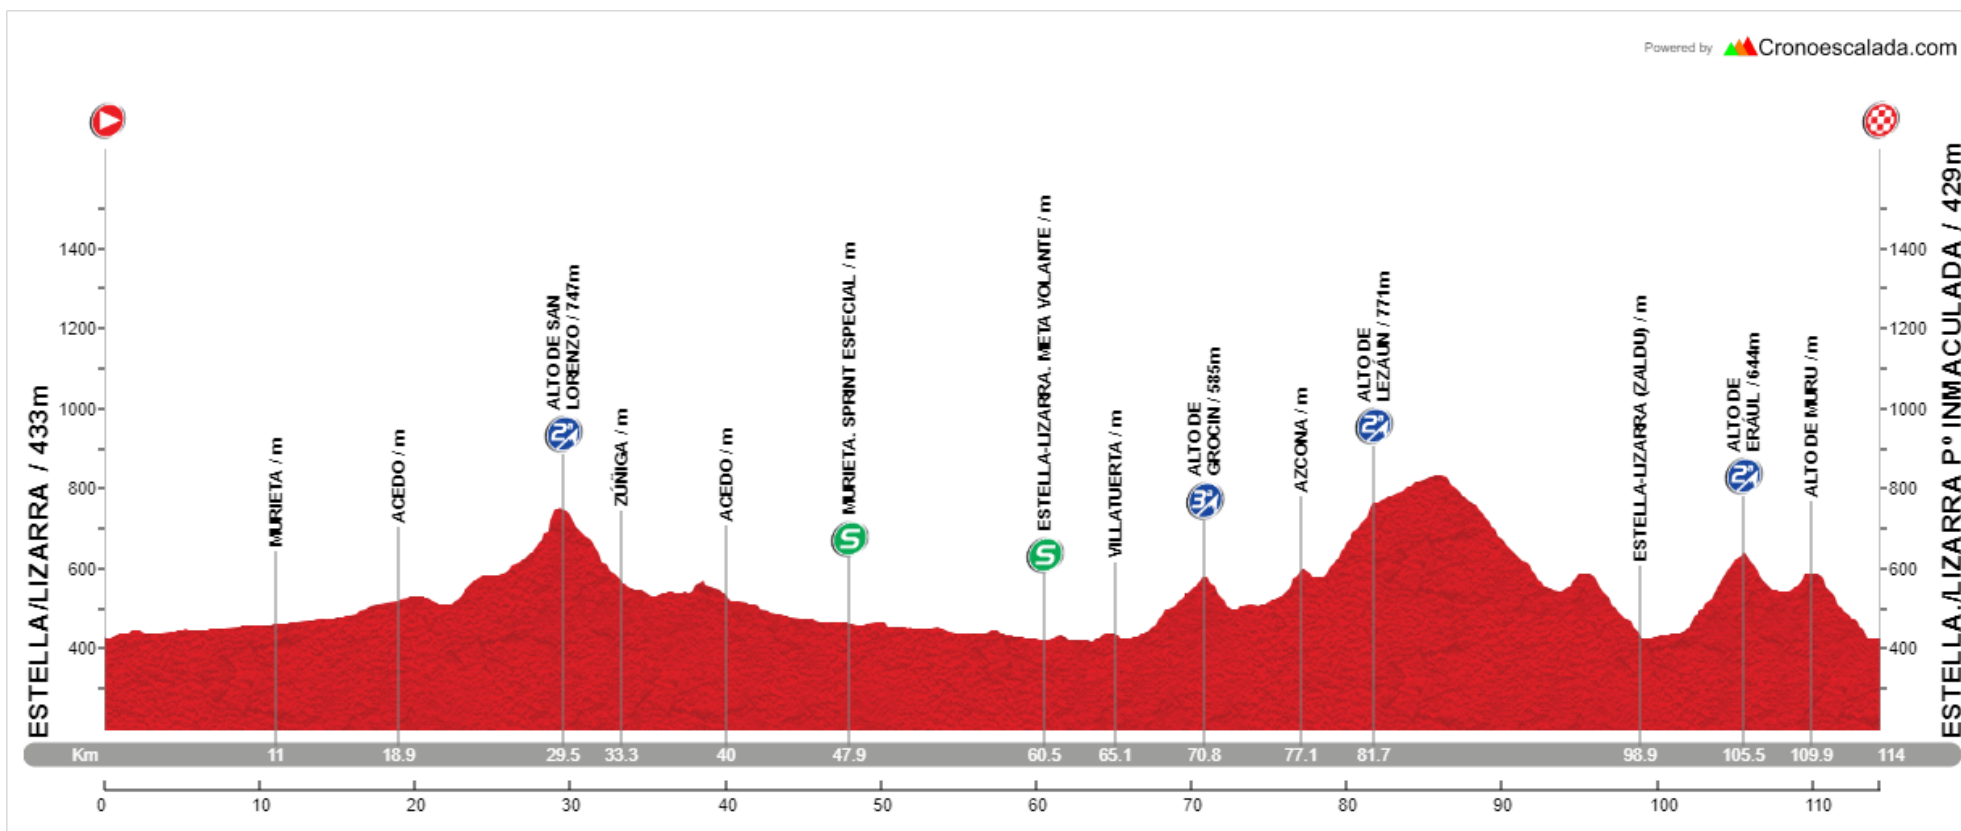 Powered by Cronoescalada.com
ESTELLA/LIZARRA / 433m
MURIETA / m
ACEDO / m
ALTO DE SAN
LORENZO / 747m
2ª
ZÚÑIGA / m
ACEDO / m
MURIETA. SPRINT ESPECIAL / m
S
ESTELLA-LIZARRA. META VOLANTE / m
S
VILLATUERTA / m
ALTO DE
GROCIN / 585m
3ª
AZCONA / m
ALTO DE
LEZÁUN / 771m
2ª
ESTELLA-LIZARRA (ZALDU) / m
ALTO DE
ERÁUL / 644m
2ª
ALTO DE MURU / m
ESTELLA./LIZARRA Pº INMACULADA / 429m
1400 1400
1200 1200
1000 1000
800 800
600 600
400 400
Km 11 18.9 29.5 33.3 40 47.9 60.5 65.1 70.8 77.1 81.7 98.9 105.5 109.9 114
0 10 20 30 40 50 60 70 80 90 100 110